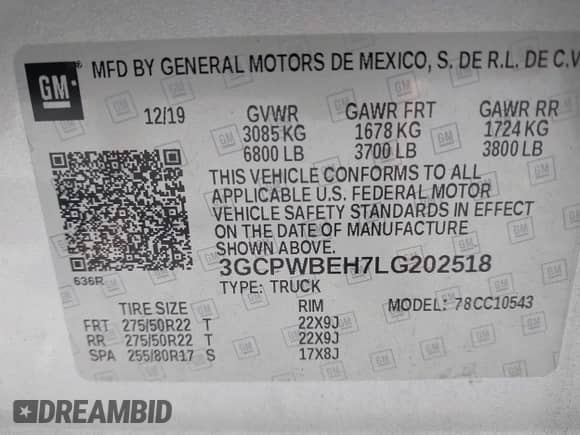 GM
MFD BY GENERAL MOTORS DE MEXICO, S. DE R.L. DE C.V
12/19 GVWR GAWR FRT GAWR RR
3085 KG 1678 KG 1724 KG
6800 LB 3700 LB 3800 LB
THIS VEHICLE CONFORMS TO ALL
APPLICABLE U.S. FEDERAL MOTOR
VEHICLE SAFETY STANDARDS IN EFFECT
ON THE DATE OF MANUFACTURE
SHOWN ABOVE.
636R 3GCPWBEH7LG202518
TYPE: TRUCK
TIRE SIZE RIM MODEL: 78CC10543
FRT 275/50R22 T 22X9J
RR 275/50R22 T 22X9J
SPA 255/80R17 S 17X8J
DREAMBID